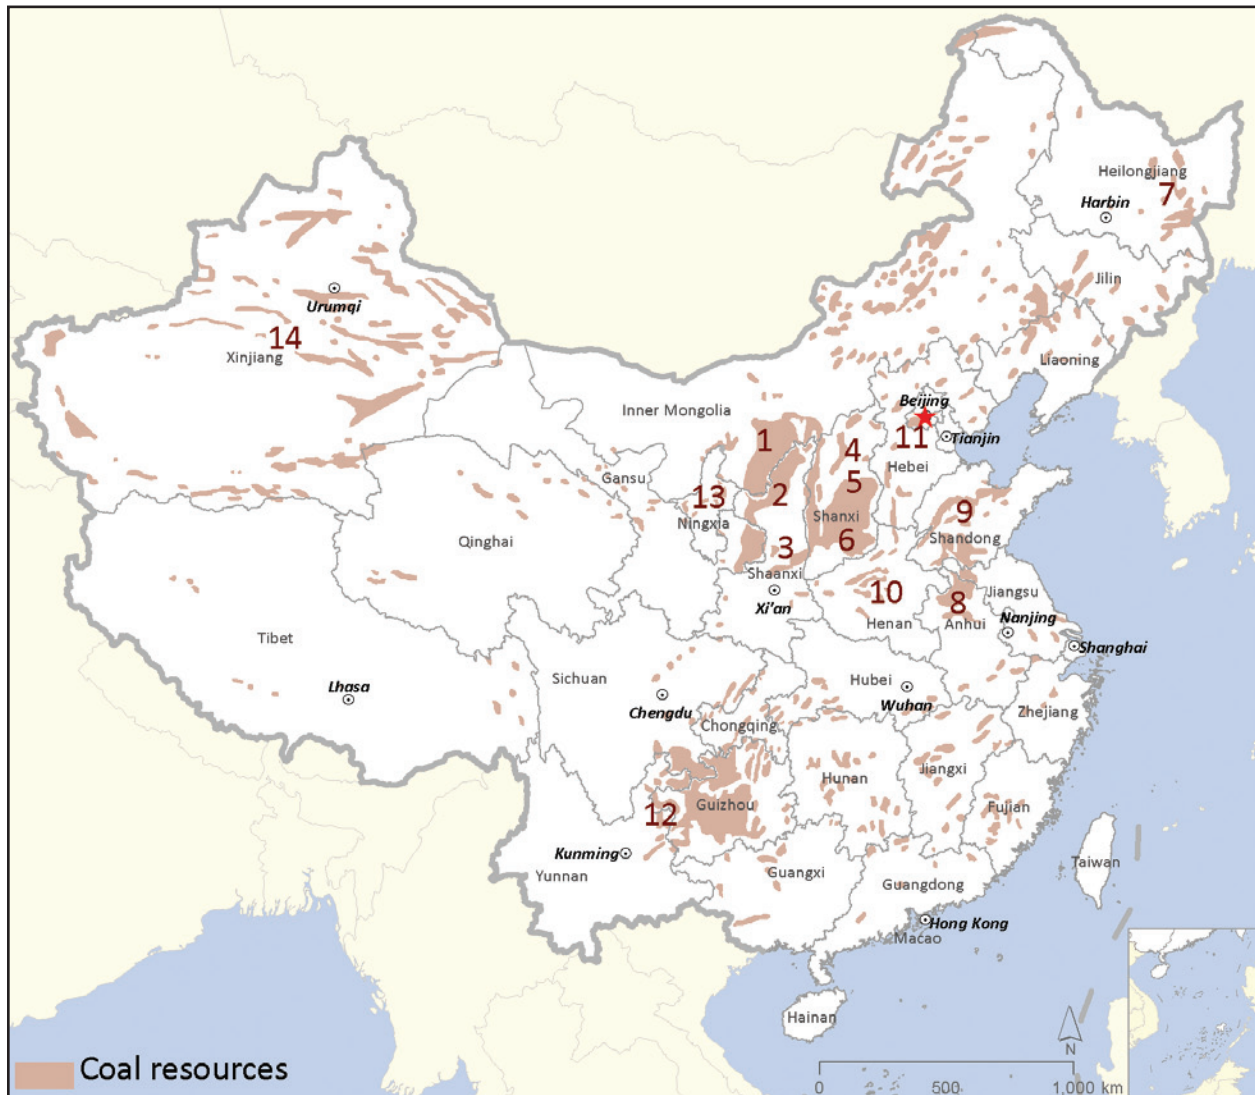 Heilongjiang
7
Harbin
Jilin
Urumqi
14
Xinjiang
Liaoning
Beijing
Inner Mongolia
11
Tianjin
1
4
Hebei
Gansu
5
2
13
9
Shanxi
Ningxia
Shandong
Qinghai
6
3
Shaanxi
10
8
Jiangsu
Xi'an
Henan
Anhui
Nanjing
Tibet
Shanghai
Sichuan
Hubei
Lhasa
Wuhan
Chengdu
Zhejiang
Chongqing
Jiangxi
Hunan
Guizhou
Fujian
12
Kunming
Taiwan
Yunnan
Guangxi
Guangdong
Hong Kong
Macao
Hainan
N
Coal resources
0 500 1,000 km